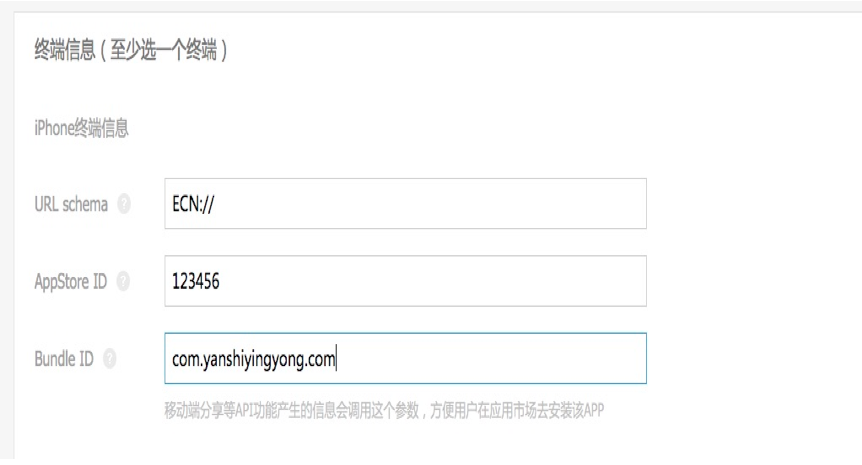 终端信息（至少选一个终端）
iPhone终端信息
URL schema ?
ECN://
AppStore ID ?
123456
Bundle ID ?
com.yanshiyingyong.com
移动端分享等API功能产生的信息会调用这个参数，方便用户在应用市场去安装该APP